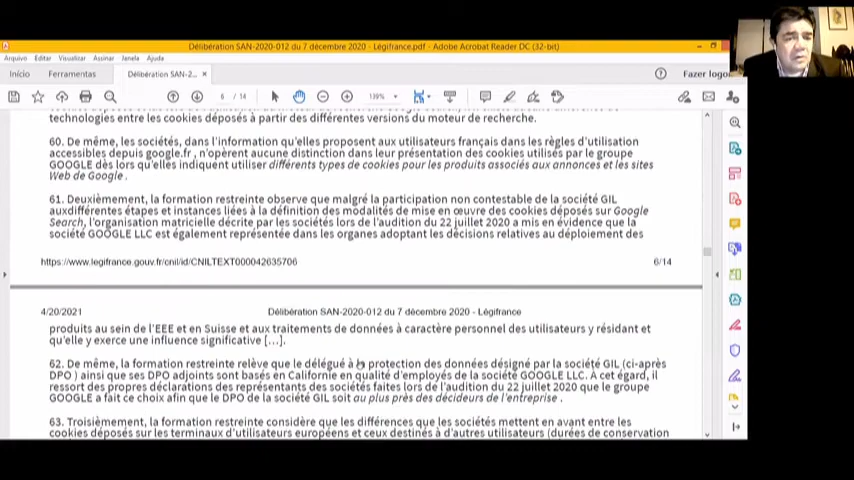 Délibération SAN-2020-012 du 7 décembre 2020 - Légifrance.pdf - Adobe Acrobat Reader DC (32-bit)
Arquivo Editar Visualizar Assinar Janela Ajuda
Início Ferramentas Délibération SAN-2... × Fazer logon
6 / 14 139%
technologies entre les cookies déposés à partir des différentes versions du moteur de recherche.
60. De même, les sociétés, dans l'information qu'elles proposent aux utilisateurs français dans les règles d'utilisation
accessibles depuis google.fr , n'opèrent aucune distinction dans leur présentation des cookies utilisés par le groupe
GOOGLE dès lors qu'elles indiquent utiliser différents types de cookies pour les produits associés aux annonces et les sites
Web de Google .
61. Deuxièmement, la formation restreinte observe que malgré la participation non contestable de la société GIL
auxdifférentes étapes et instances liées à la définition des modalités de mise en œuvre des cookies déposés sur Google
Search, l'organisation matricielle décrite par les sociétés lors de l'audition du 22 juillet 2020 a mis en évidence que la
société GOOGLE LLC est également représentée dans les organes adoptant les décisions relatives au déploiement des
https://www.legifrance.gouv.fr/cnil/id/CNILTEXT000042635706 6/14
4/20/2021 Délibération SAN-2020-012 du 7 décembre 2020 - Légifrance
produits au sein de l'EEE et en Suisse et aux traitements de données à caractère personnel des utilisateurs y résidant et
qu'elle y exerce une influence significative [...].
62. De même, la formation restreinte relève que le délégué à la protection des données désigné par la société GIL (ci-après
DPO ) ainsi que ses DPO adjoints sont basés en Californie en qualité d'employés de la société GOOGLE LLC. À cet égard, il
ressort des propres déclarations des représentants des sociétés faites lors de l'audition du 22 juillet 2020 que le groupe
GOOGLE a fait ce choix afin que le DPO de la société GIL soit au plus près des décideurs de l'entreprise .
63. Troisièmement, la formation restreinte considère que les différences que les sociétés mettent en avant entre les
cookies déposés sur les terminaux d'utilisateurs européens et ceux destinés à d'autres utilisateurs (durées de conservation